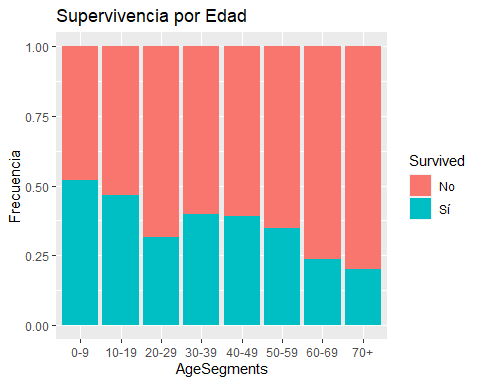 Supervivencia por Edad
1.00
0.75
0.50
0.25
0.00
Frecuencia
0-9 10-19 20-29 30-39 40-49 50-59 60-69 70+
AgeSegments
Survived
No
Sí